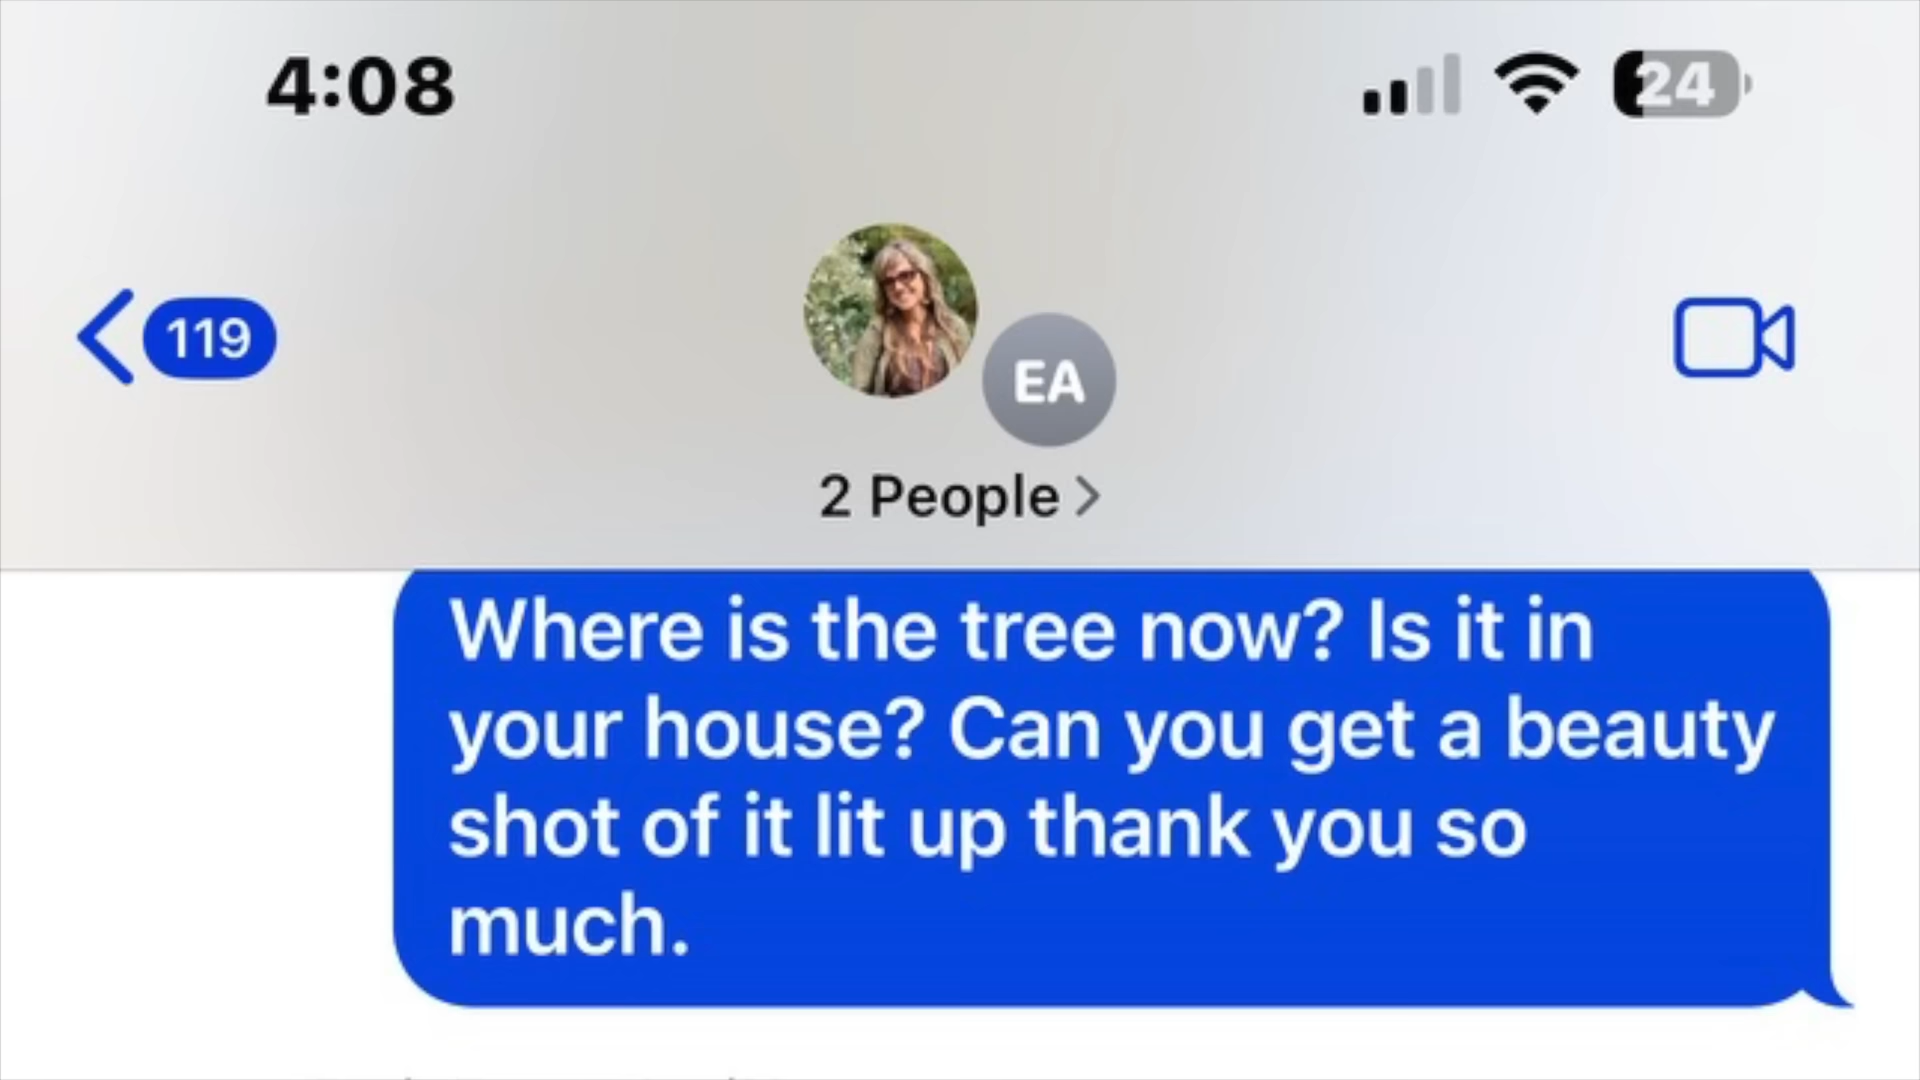 4:08
24
119
EA
2 People
Where is the tree now? Is it in
your house? Can you get a beauty
shot of it lit up thank you so
much.